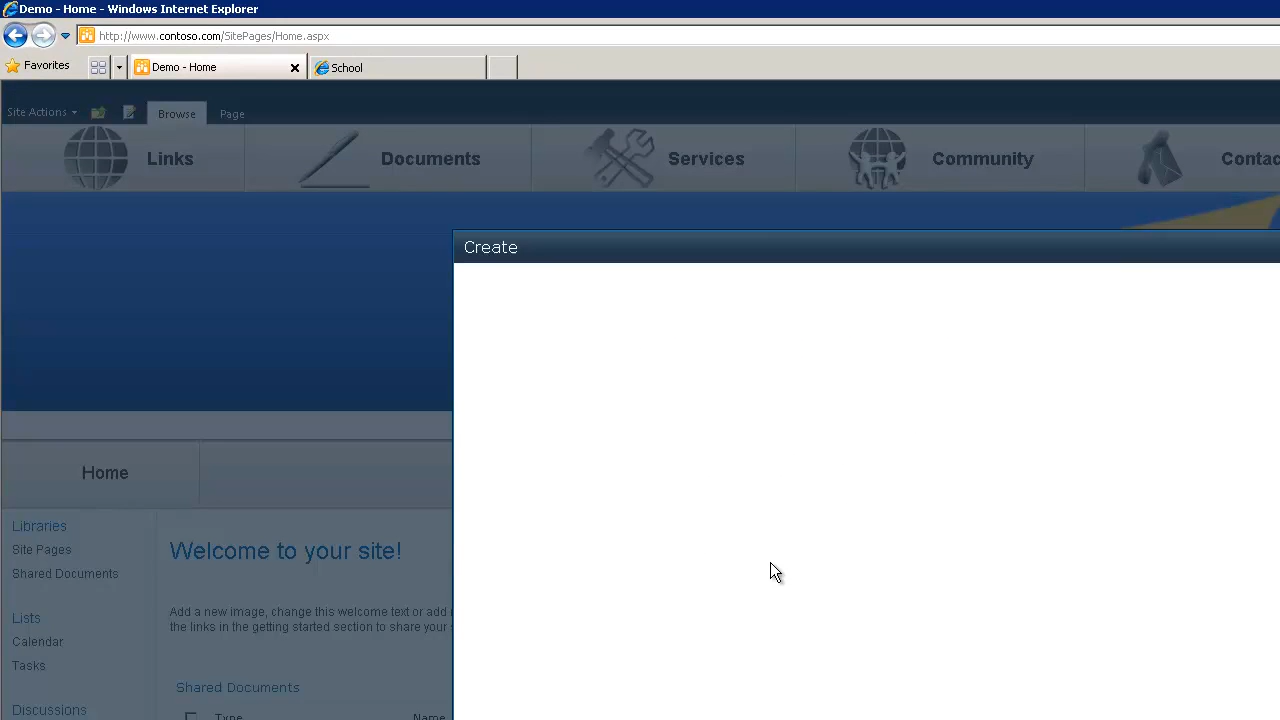 Demo - Home - Windows Internet Explorer
http://www.contoso.com/SitePages/Home.aspx
Favorites
Demo - Home
School
Site Actions
Browse
Page
Links
Documents
Services
Community
Contac
Create
Home
Libraries
Site Pages
Shared Documents
Lists
Calendar
Tasks
Discussions
Welcome to your site!
Add a new image, change this welcome text or add
the links in the getting started section to share your
Shared Documents
Type
Name